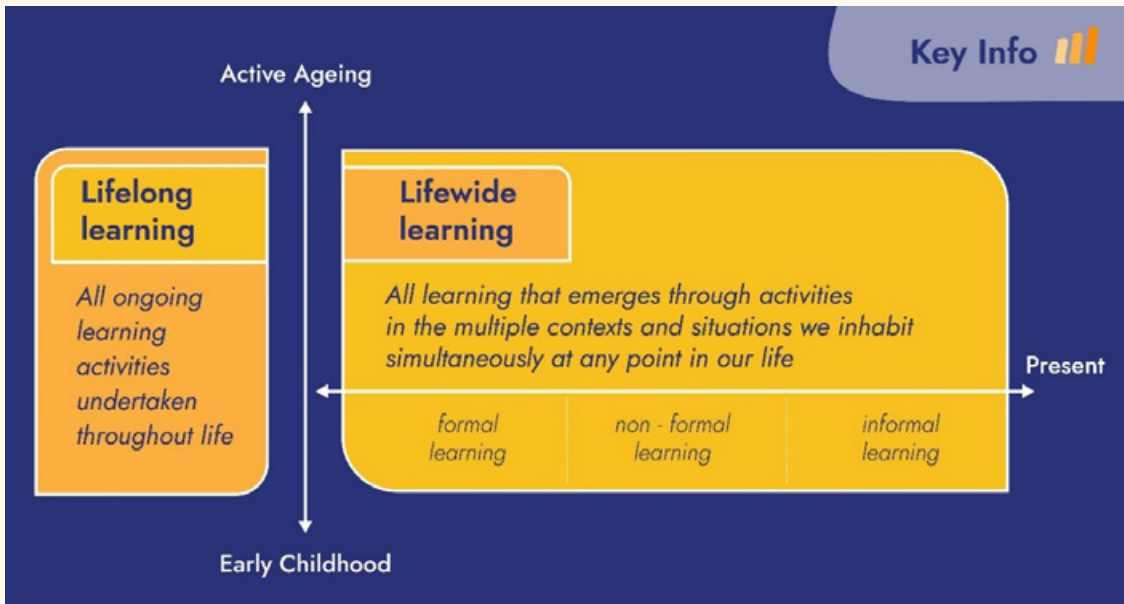 Key Info
Active Ageing
Lifelong
learning
All ongoing
learning
activities
undertaken
throughout life
Lifewide
learning
All learning that emerges through activities
in the multiple contexts and situations we inhabit
simultaneously at any point in our life
Present
formal
learning
non - formal
learning
informal
learning
Early Childhood